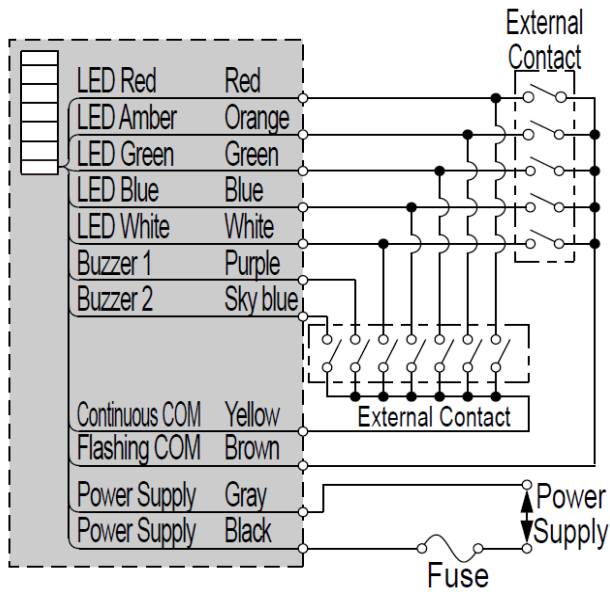 External
Contact
LED Red Red
LED Amber Orange
LED Green Green
LED Blue Blue
LED White White
Buzzer 1 Purple
Buzzer 2 Sky blue
Continuous COM Yellow
External Contact
Flashing COM Brown
Power Supply Gray
Power Supply Black
Power
Supply
Fuse